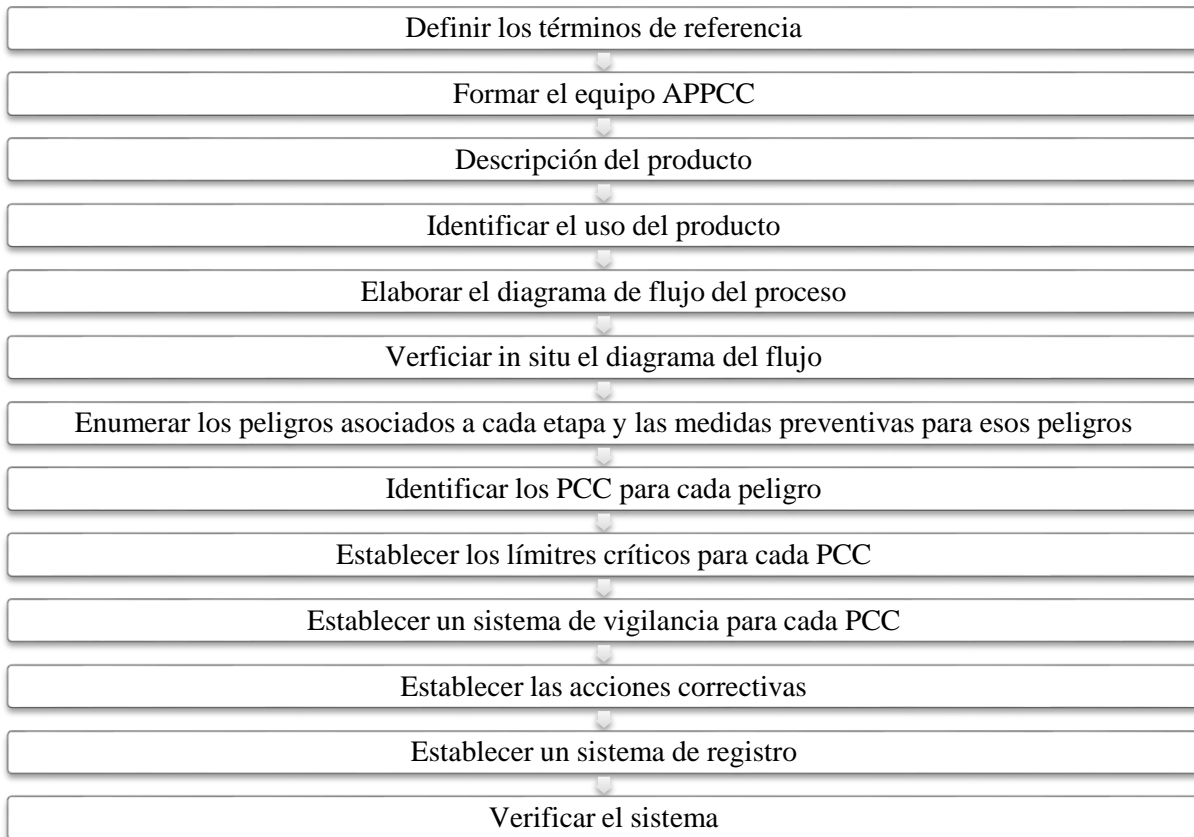 Definir los términos de referencia
Formar el equipo APPCC
Descripción del producto
Identificar el uso del producto
Elaborar el diagrama de flujo del proceso
Verficiar in situ el diagrama del flujo
Enumerar los peligros asociados a cada etapa y las medidas preventivas para esos peligros
Identificar los PCC para cada peligro
Establecer los límitres críticos para cada PCC
Establecer un sistema de vigilancia para cada PCC
Establecer las acciones correctivas
Establecer un sistema de registro
Verificar el sistema